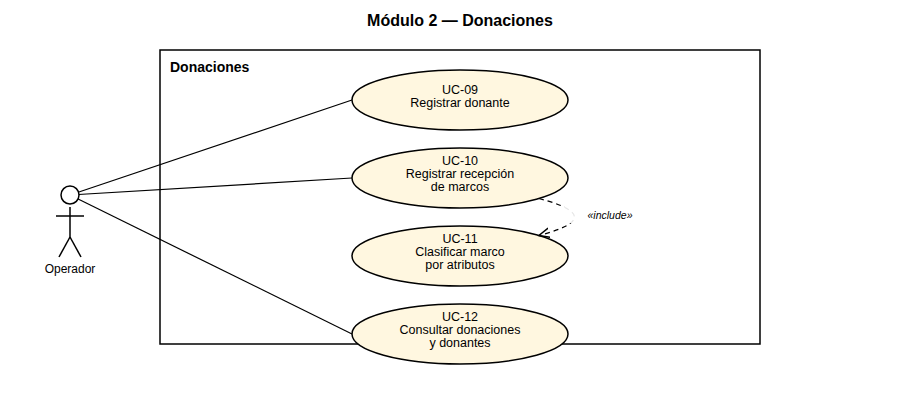 Módulo 2 — Donaciones
Donaciones
UC-09
Registrar donante
UC-10
Registrar recepción
de marcos
«include»
UC-11
Clasificar marco
por atributos
Operador
UC-12
Consultar donaciones
y donantes